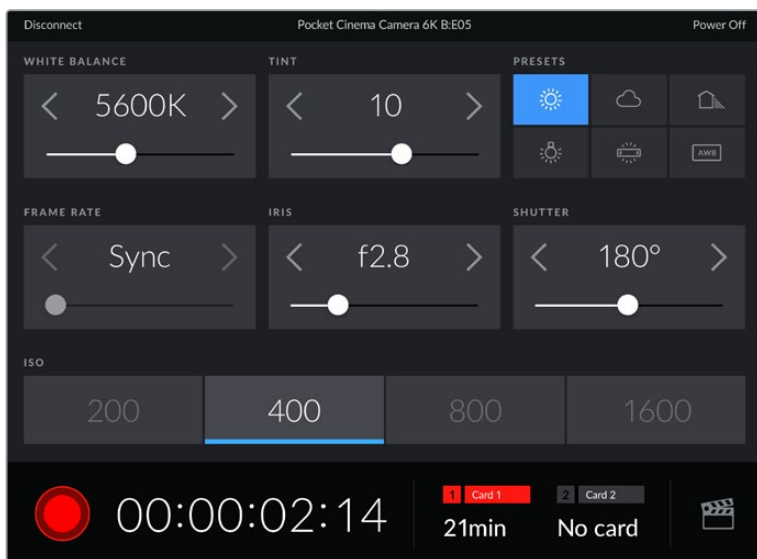 Disconnect Pocket Cinema Camera 6K B:E05 Power Off
WHITE BALANCE TINT PRESETS
5600K 10
AWB
FRAME RATE IRIS SHUTTER
Sync f2.8 180°
ISO
200 400 800 1600
00:00:02:14
1 Card 1 2 Card 2
21min No card